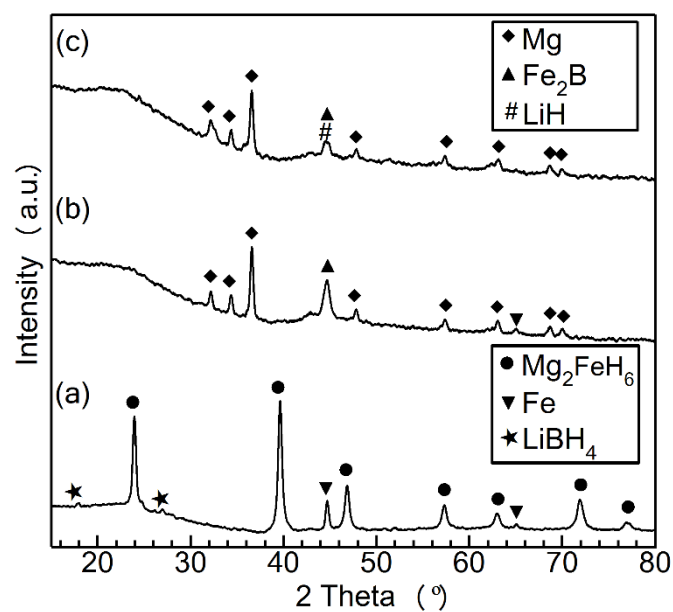 (c)
◆ Mg
▲ Fe₂B
# LiH
#
(b)
Intensity (a.u.)
● Mg₂FeH₆
▼ Fe
★ LiBH₄
(a)
20 30 40 50 60 70 80
2 Theta (º)